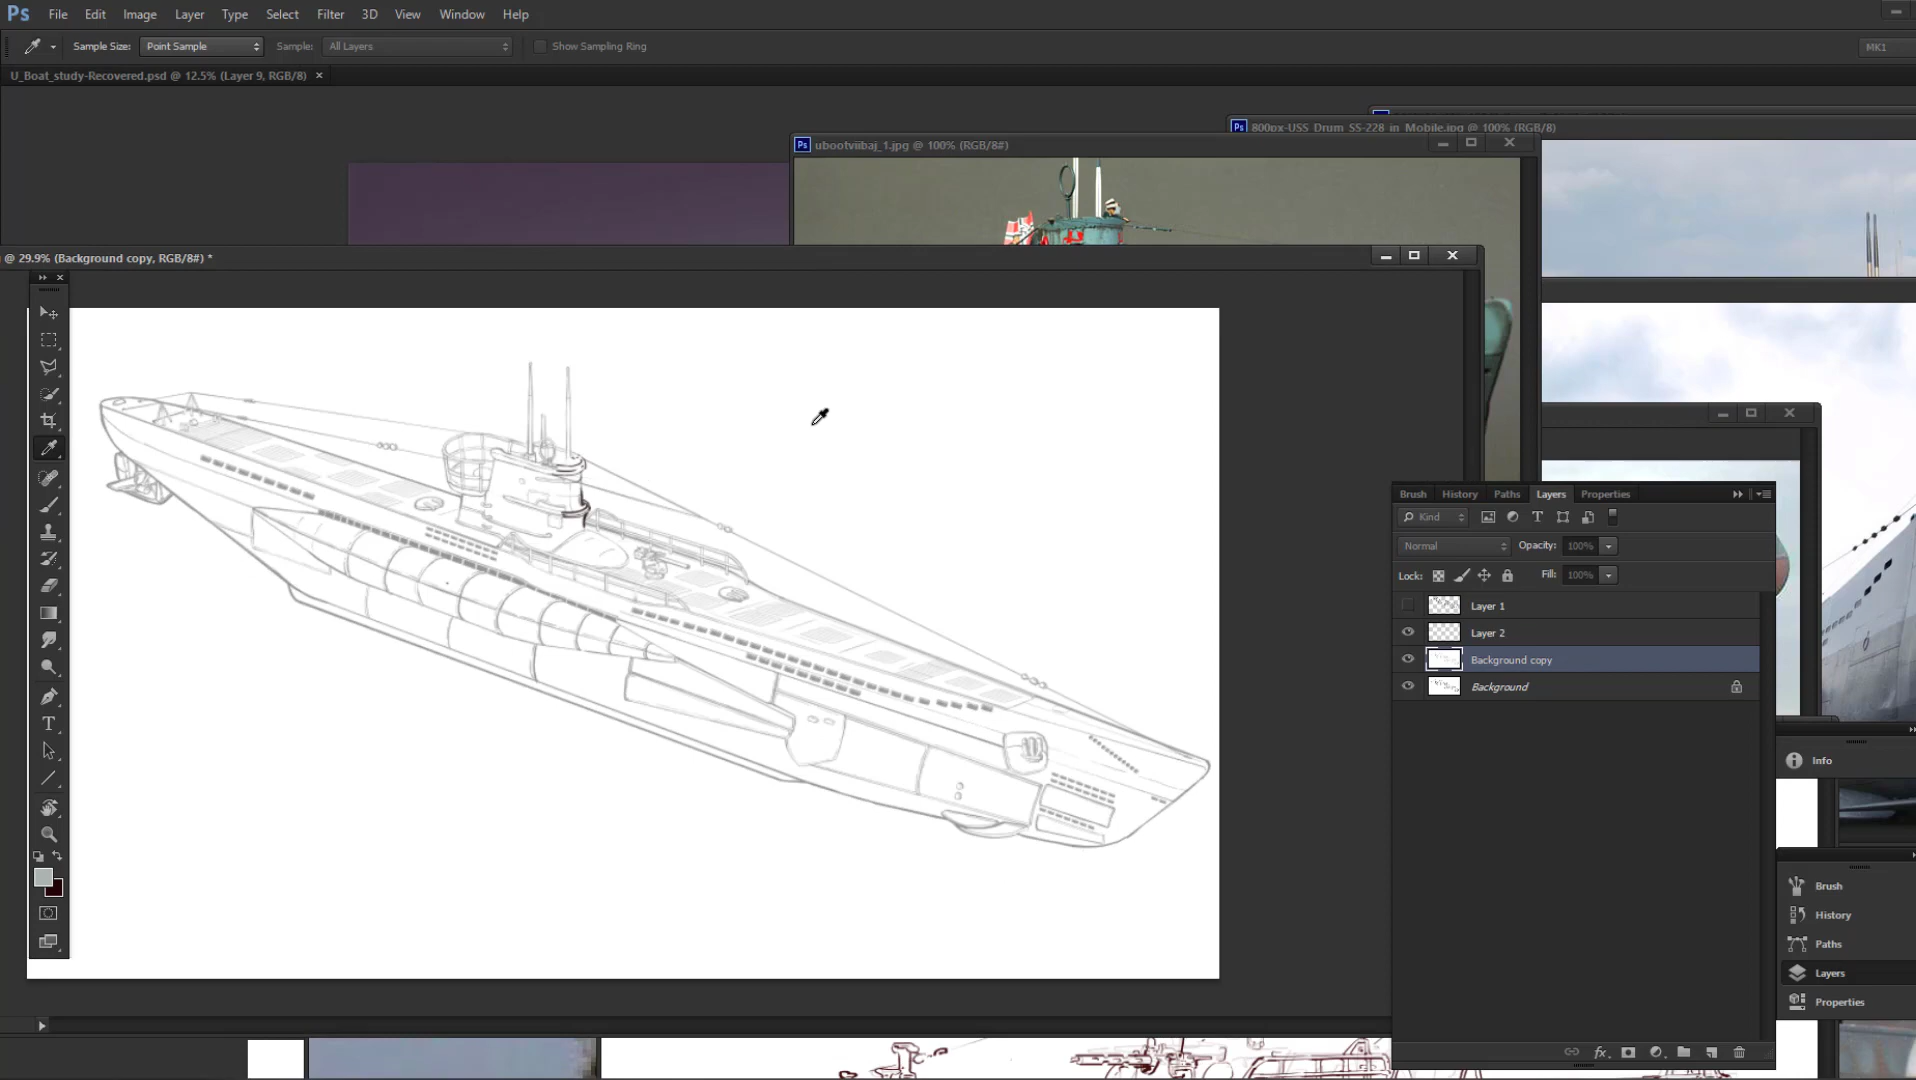 Ps File Edit Image Layer Type Select Filter 3D View Window Help
Sample Size: Point Sample Sample: All Layers Show Sampling Ring MK1
U_Boat_study-Recovered.psd @ 12.5% (Layer 9, RGB/8) ×
Ps 800px-USS_Drum_SS-228_in_Mobile.jpg @ 100% (RGB/8)
Ps ubootviibaj_1.jpg @ 100% (RGB/8#)
@ 29.9% (Background copy, RGB/8#) *
Brush History Paths Layers Properties
Kind
Normal Opacity: 100%
Lock: Fill: 100%
Layer 1
Layer 2
Background copy
Background
Info
Brush
History
Paths
Layers
Properties